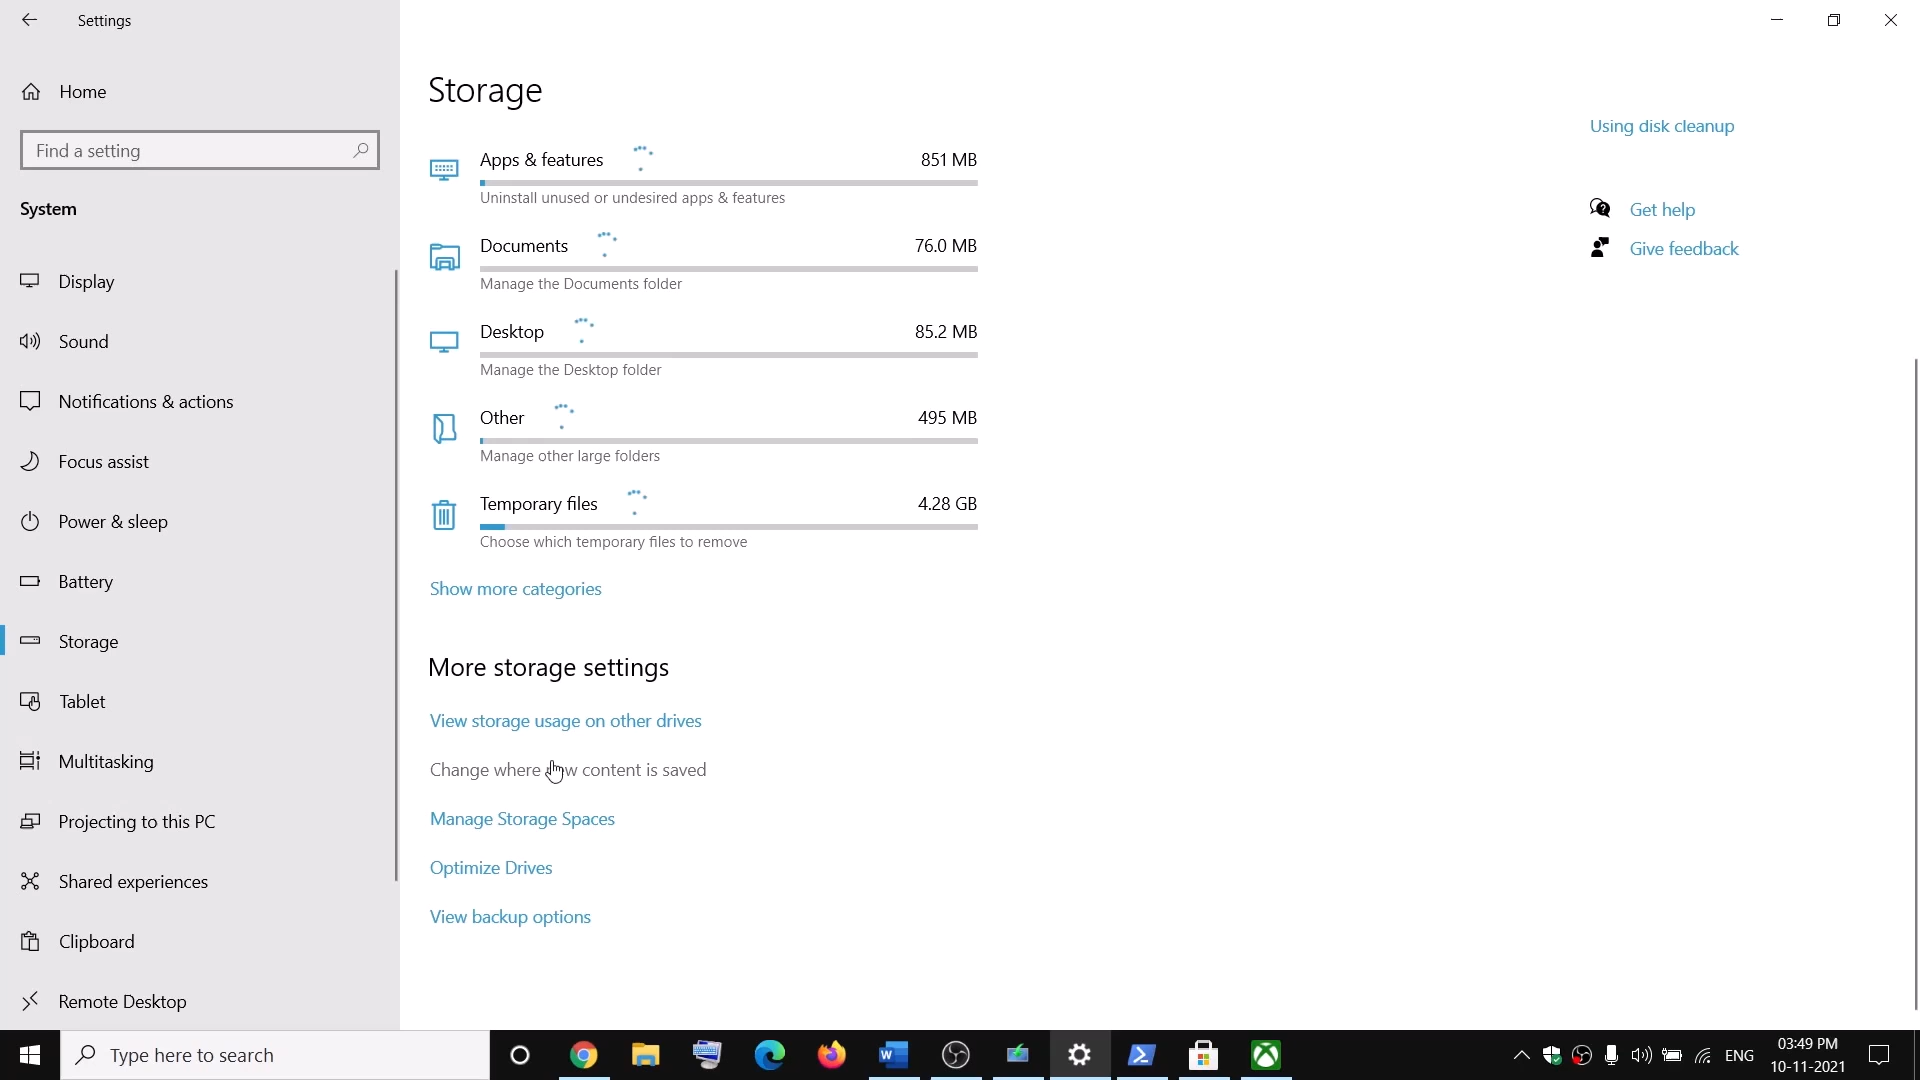 Settings
Home
Find a setting
System
Display
Sound
Notifications & actions
Focus assist
Power & sleep
Battery
Storage
Tablet
Multitasking
Projecting to this PC
Shared experiences
Clipboard
Remote Desktop
Storage
Apps & features 851 MB
Uninstall unused or undesired apps & features
Documents 76.0 MB
Manage the Documents folder
Desktop 85.2 MB
Manage the Desktop folder
Other 495 MB
Manage other large folders
Temporary files 4.28 GB
Choose which temporary files to remove
Show more categories
More storage settings
View storage usage on other drives
Change where new content is saved
Manage Storage Spaces
Optimize Drives
View backup options
Using disk cleanup
Get help
Give feedback
Type here to search
ENG
03:49 PM
10-11-2021